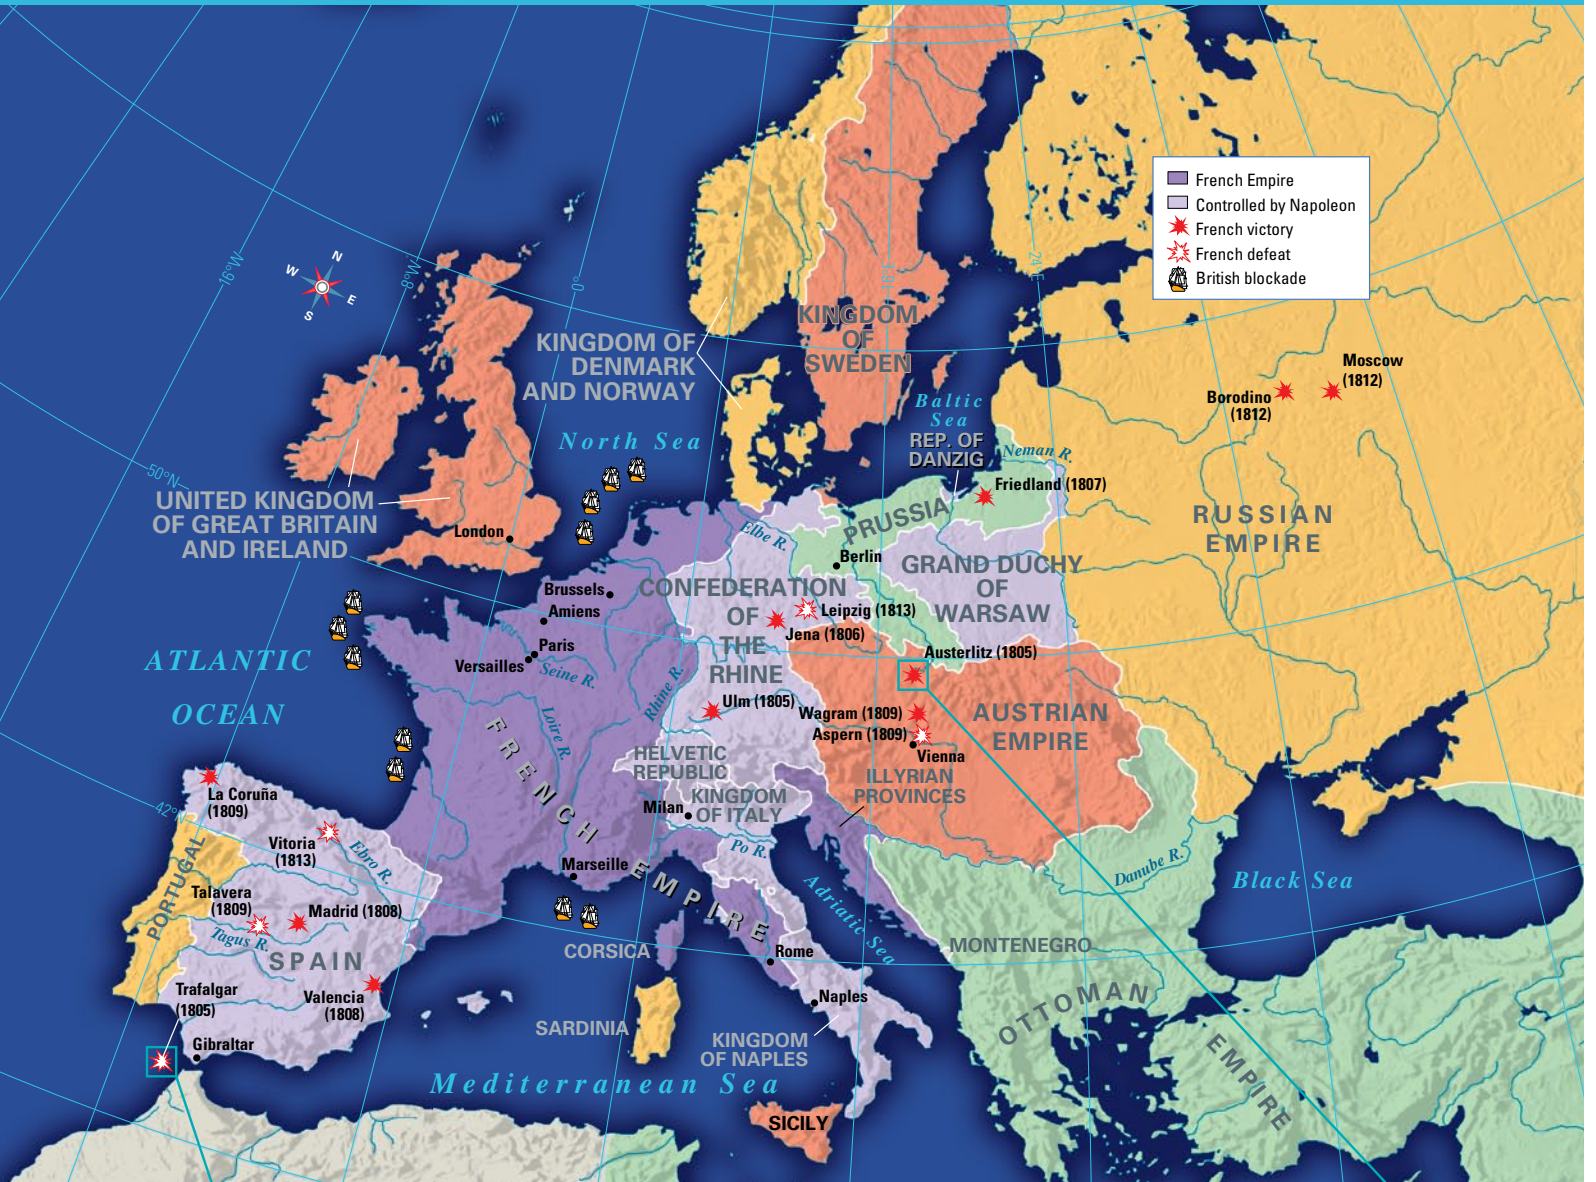 French Empire
Controlled by Napoleon
French victory
French defeat
British blockade
N
W
E
S
16°W
8°W
0°
24°E
50°N
42°N
KINGDOM OF
DENMARK
AND NORWAY
KINGDOM
OF
SWEDEN
Moscow
(1812)
Borodino
(1812)
Baltic
Sea
North Sea
REP. OF
DANZIG
Neman R.
Friedland (1807)
UNITED KINGDOM
OF GREAT BRITAIN
AND IRELAND
London
RUSSIAN
EMPIRE
PRUSSIA
Elbe R.
Berlin
GRAND DUCHY
OF
WARSAW
Brussels
Amiens
CONFEDERATION
OF
THE
RHINE
Leipzig (1813)
Jena (1806)
Paris
Versailles
Seine R.
Rhine R.
Loire R.
ATLANTIC
OCEAN
Austerlitz (1805)
Ulm (1805)
Wagram (1809)
Aspern (1809)
Vienna
AUSTRIAN
EMPIRE
FRENCH EMPIRE
HELVETIC
REPUBLIC
ILLYRIAN
PROVINCES
Milan
KINGDOM
OF ITALY
Po R.
La Coruña
(1809)
Vitoria
(1813)
Ebro R.
Marseille
PORTUGAL
Talavera
(1809)
Madrid (1808)
Tagus R.
SPAIN
Danube R.
Black Sea
Adriatic Sea
CORSICA
Rome
MONTENEGRO
Trafalgar
(1805)
Valencia
(1808)
Gibraltar
SARDINIA
Naples
KINGDOM
OF NAPLES
OTTOMAN
EMPIRE
Mediterranean Sea
SICILY